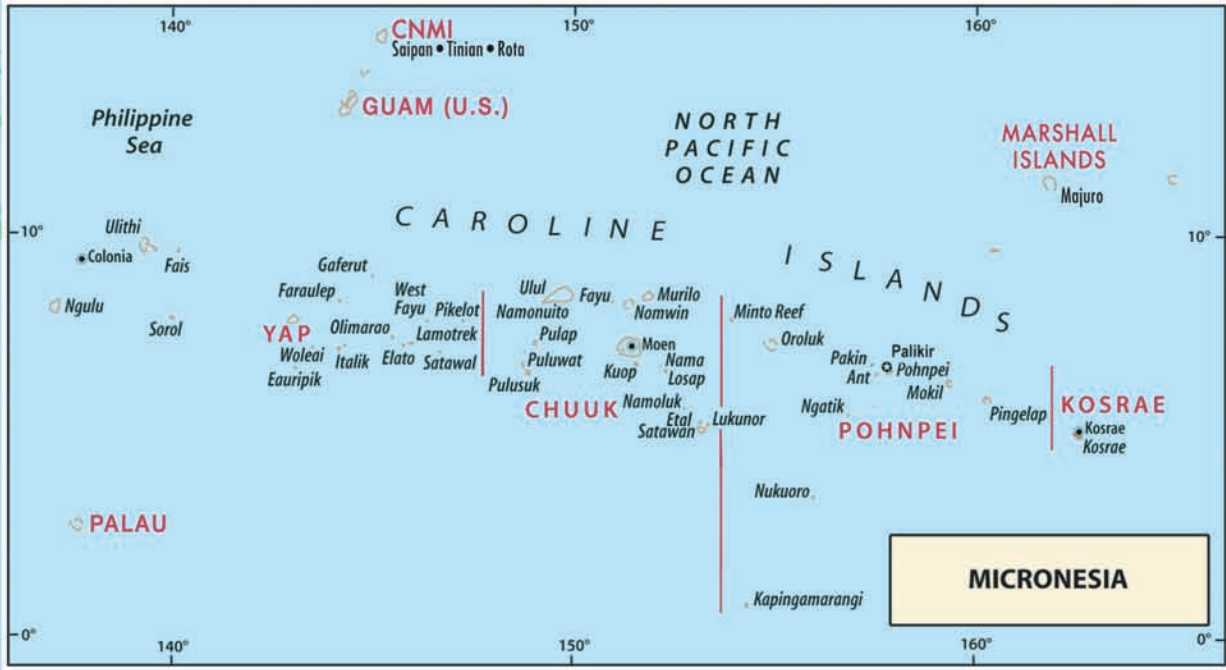 140°
150°
160°
CNMI
Saipan • Tinian • Rota
GUAM (U.S.)
Philippine
Sea
NORTH
PACIFIC
OCEAN
MARSHALL
ISLANDS
Majuro
10°
10°
CAROLINE
ISLANDS
Ulithi
Colonia
Fais
Ngulu
Sorol
YAP
Gaferut
Faraulep
West
Fayu
Pikelot
Olimarao
Lamotrek
Woleai
Italik
Elato
Satawal
Eauripik
Ulul
Fayu
Murilo
Namonuito
Nomwin
Pulap
Moen
Puluwat
Kuop
Nama
Losap
Pulusuk
CHUUK
Namoluk
Etal
Lukunor
Satawan
Minto Reef
Oroluk
Pakin
Palikir
Ant
Pohnpei
Mokil
Ngatik
POHNPEI
Pingelap
KOSRAE
Kosrae
Kosrae
Nukuoro
PALAU
Kapingamarangi
MICRONESIA
0°
0°
140°
150°
160°